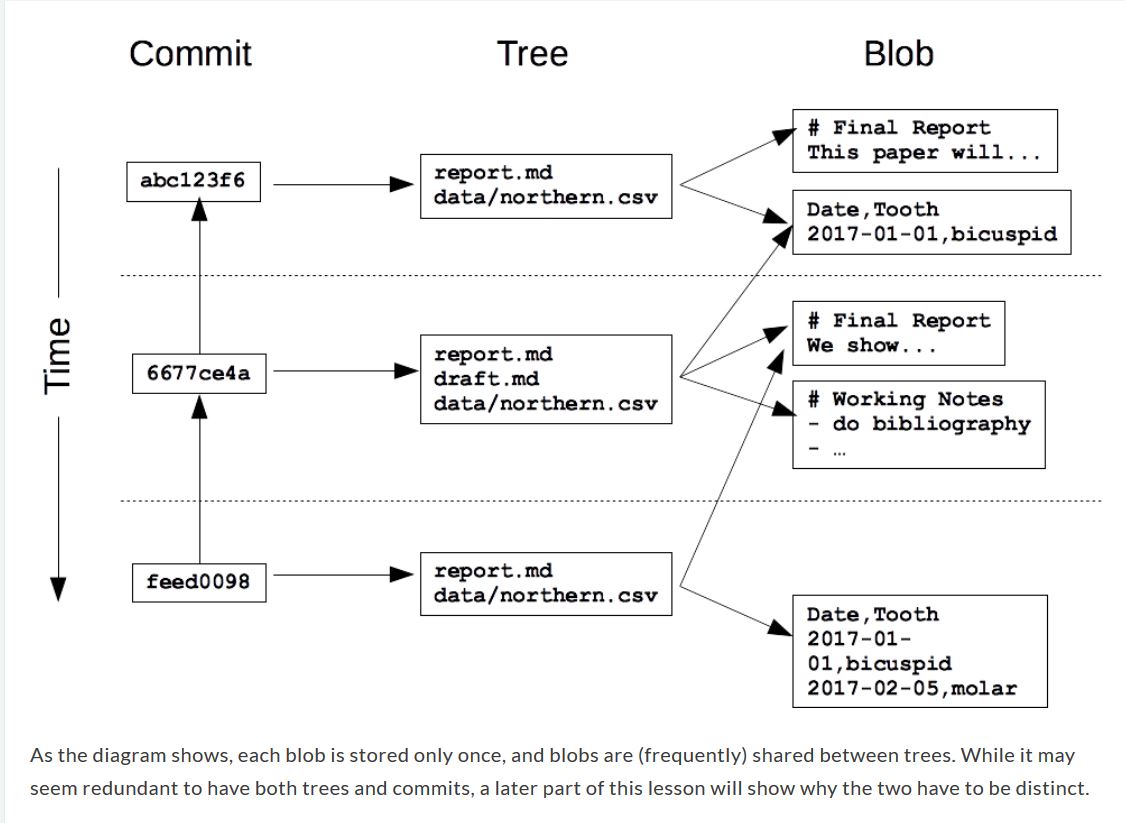 Commit
Tree
Blob
Time
abc123f6
report.md
data/northern.csv
# Final Report
This paper will...
Date,Tooth
2017-01-01,bicuspid
6677ce4a
report.md
draft.md
data/northern.csv
# Final Report
We show...
# Working Notes
- do bibliography
- …
feed0098
report.md
data/northern.csv
Date,Tooth
2017-01-
01,bicuspid
2017-02-05,molar
As the diagram shows, each blob is stored only once, and blobs are (frequently) shared between trees. While it may
seem redundant to have both trees and commits, a later part of this lesson will show why the two have to be distinct.